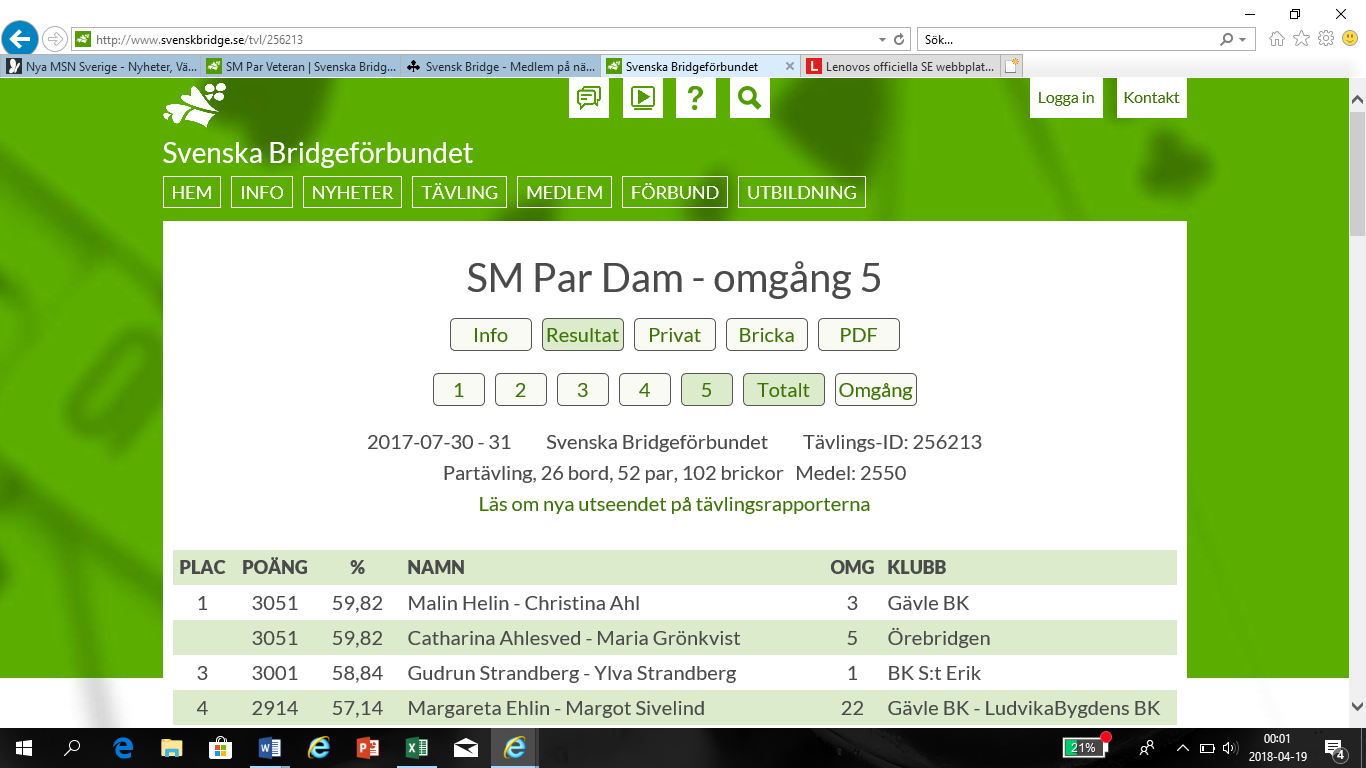 http://www.svenskbridge.se/tvl/256213
Sök...
Nya MSN Sverige - Nyheter, Vä...
SM Par Veteran | Svenska Bridg...
Svensk Bridge - Medlem på nä...
Svenska Bridgeförbundet
L Lenovos officiella SE webbplat...
?
Logga in
Kontakt
Svenska Bridgeförbundet
HEM INFO NYHETER TÄVLING MEDLEM FÖRBUND UTBILDNING
SM Par Dam - omgång 5
Info Resultat Privat Bricka PDF
1 2 3 4 5 Totalt Omgång
2017-07-30 - 31 Svenska Bridgeförbundet Tävlings-ID: 256213
Partävling, 26 bord, 52 par, 102 brickor Medel: 2550
Läs om nya utseendet på tävlingsrapporterna
PLAC POÄNG % NAMN OMG KLUBB
1 3051 59,82 Malin Helin - Christina Ahl 3 Gävle BK
3051 59,82 Catharina Ahlesved - Maria Grönkvist 5 Örebridgen
3 3001 58,84 Gudrun Strandberg - Ylva Strandberg 1 BK S:t Erik
4 2914 57,14 Margareta Ehlin - Margot Sivelind 22 Gävle BK - LudvikaBygdens BK
21%
00:01
2018-04-19
4